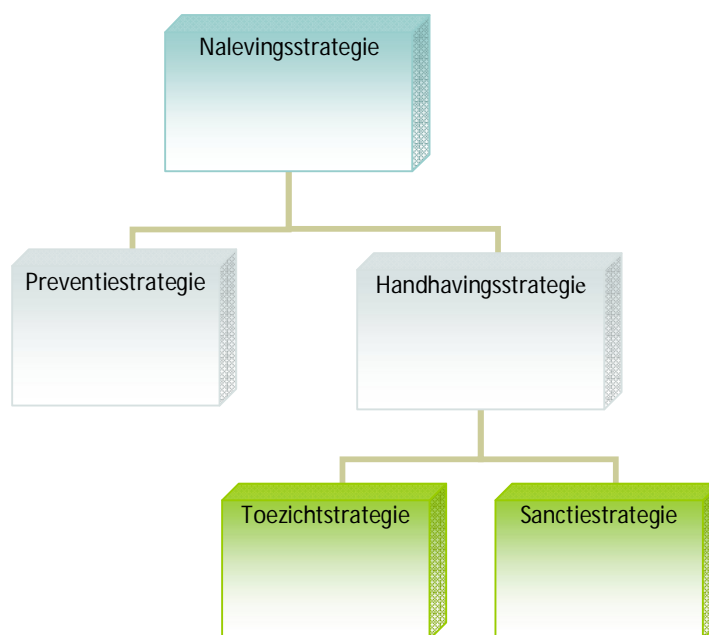 Nalevingsstrategie
Preventiestrategie
Handhavingsstrategie
Toezichtstrategie
Sanctiestrategie